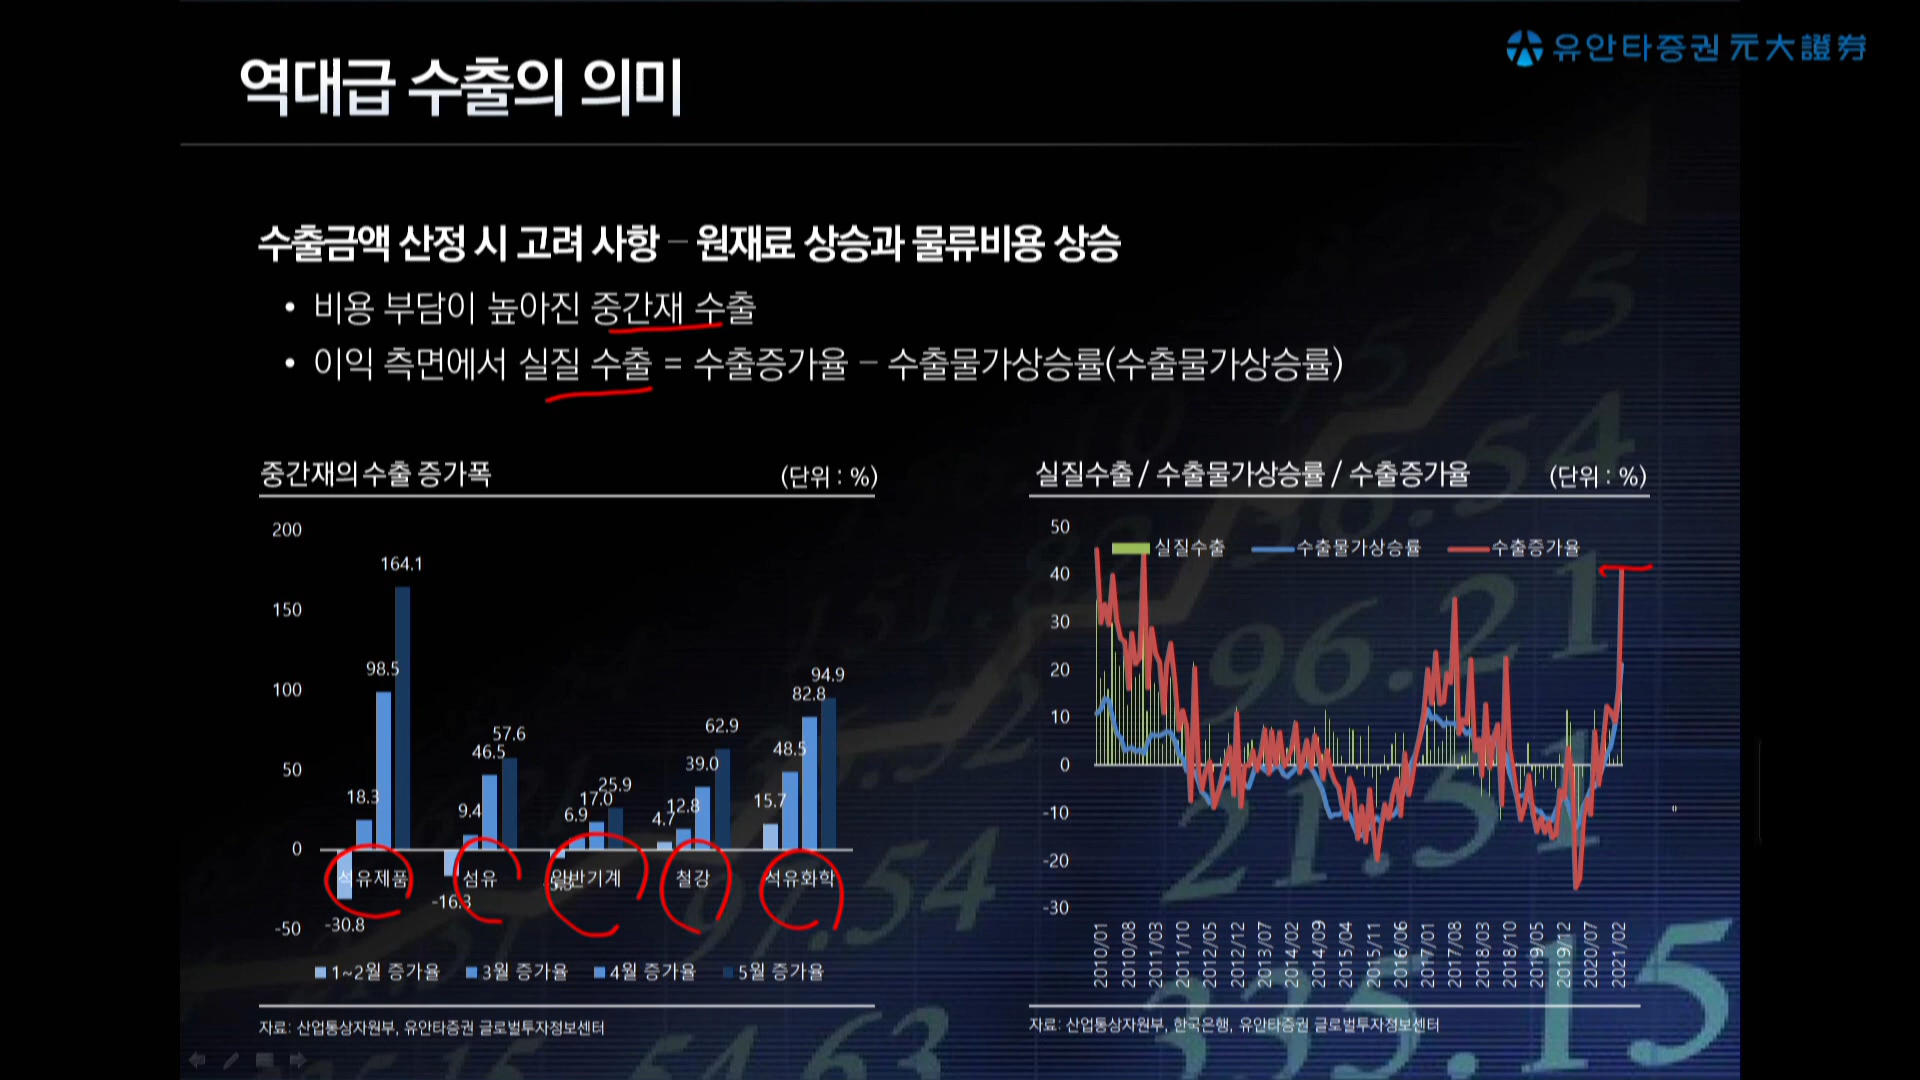 유안타증권 元大證券
역대급 수출의 의미
수출금액 산정 시 고려 사항 – 원재료 상승과 물류비용 상승
• 비용 부담이 높아진 중간재 수출
• 이익 측면에서 실질 수출 = 수출증가율 – 수출물가상승률(수출물가상승률)
중간재의 수출 증가폭 (단위 : %)
200
150
100
50
0
-50
-30.8 18.3 98.5 164.1
-16.3 9.4 46.5 57.6
6.9 17.0 25.9
4.7 12.8 39.0 62.9
15.7 48.5 82.8 94.9
석유제품 섬유 일반기계 철강 석유화학
1~2월 증가율 3월 증가율 4월 증가율 5월 증가율
자료: 산업통상자원부, 유안타증권 글로벌투자정보센터
실질수출 / 수출물가상승률 / 수출증가율 (단위 : %)
실질수출 수출물가상승률 수출증가율
50
40
30
20
10
0
-10
-20
-30
2010/01 2010/08 2011/03 2011/10 2012/05 2012/12 2013/07 2014/02 2014/09 2015/04 2015/11 2016/06 2017/01 2017/08 2018/03 2018/10 2019/05 2019/12 2020/07 2021/02
자료: 산업통상자원부, 한국은행, 유안타증권 글로벌투자정보센터
96.21
21.51
97.54
335.15
54.63